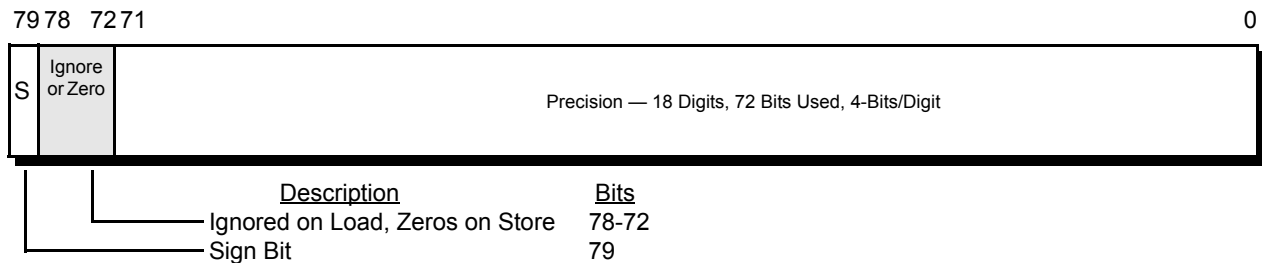 79 78 72 71 0
Ignore
S or Zero
Precision — 18 Digits, 72 Bits Used, 4-Bits/Digit
Description Bits
Ignored on Load, Zeros on Store 78-72
Sign Bit 79